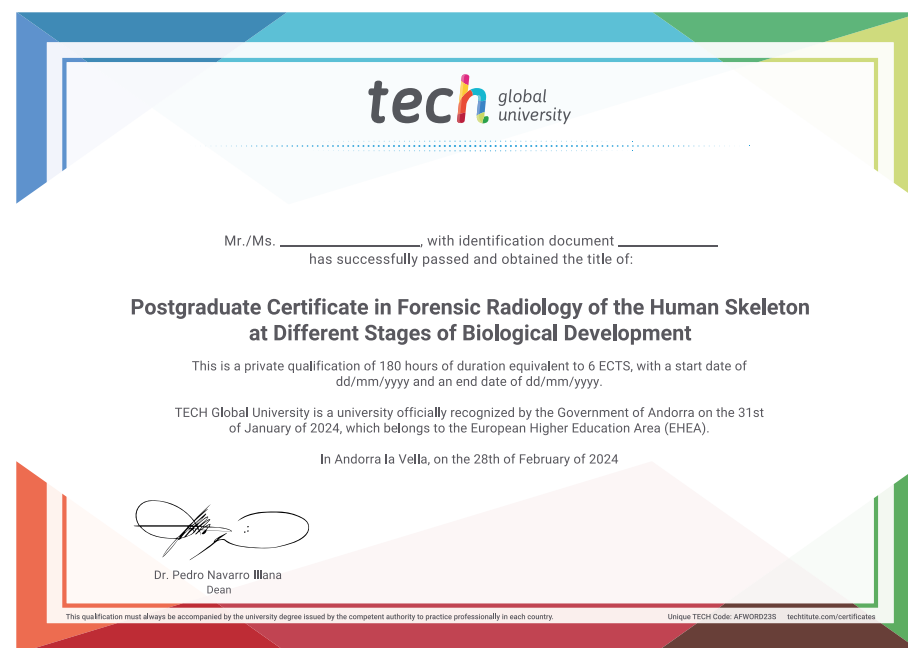 tech global
university
Mr./Ms. ____________________, with identification document ______________
has successfully passed and obtained the title of:
Postgraduate Certificate in Forensic Radiology of the Human Skeleton
at Different Stages of Biological Development
This is a private qualification of 180 hours of duration equivalent to 6 ECTS, with a start date of
dd/mm/yyyy and an end date of dd/mm/yyyy.
TECH Global University is a university officially recognized by the Government of Andorra on the 31st
of January of 2024, which belongs to the European Higher Education Area (EHEA).
In Andorra la Vella, on the 28th of February of 2024
Dr. Pedro Navarro Illana
Dean
This qualification must always be accompanied by the university degree issued by the competent authority to practice professionally in each country.
Unique TECH Code: AFWORD23S techtitute.com/certificates